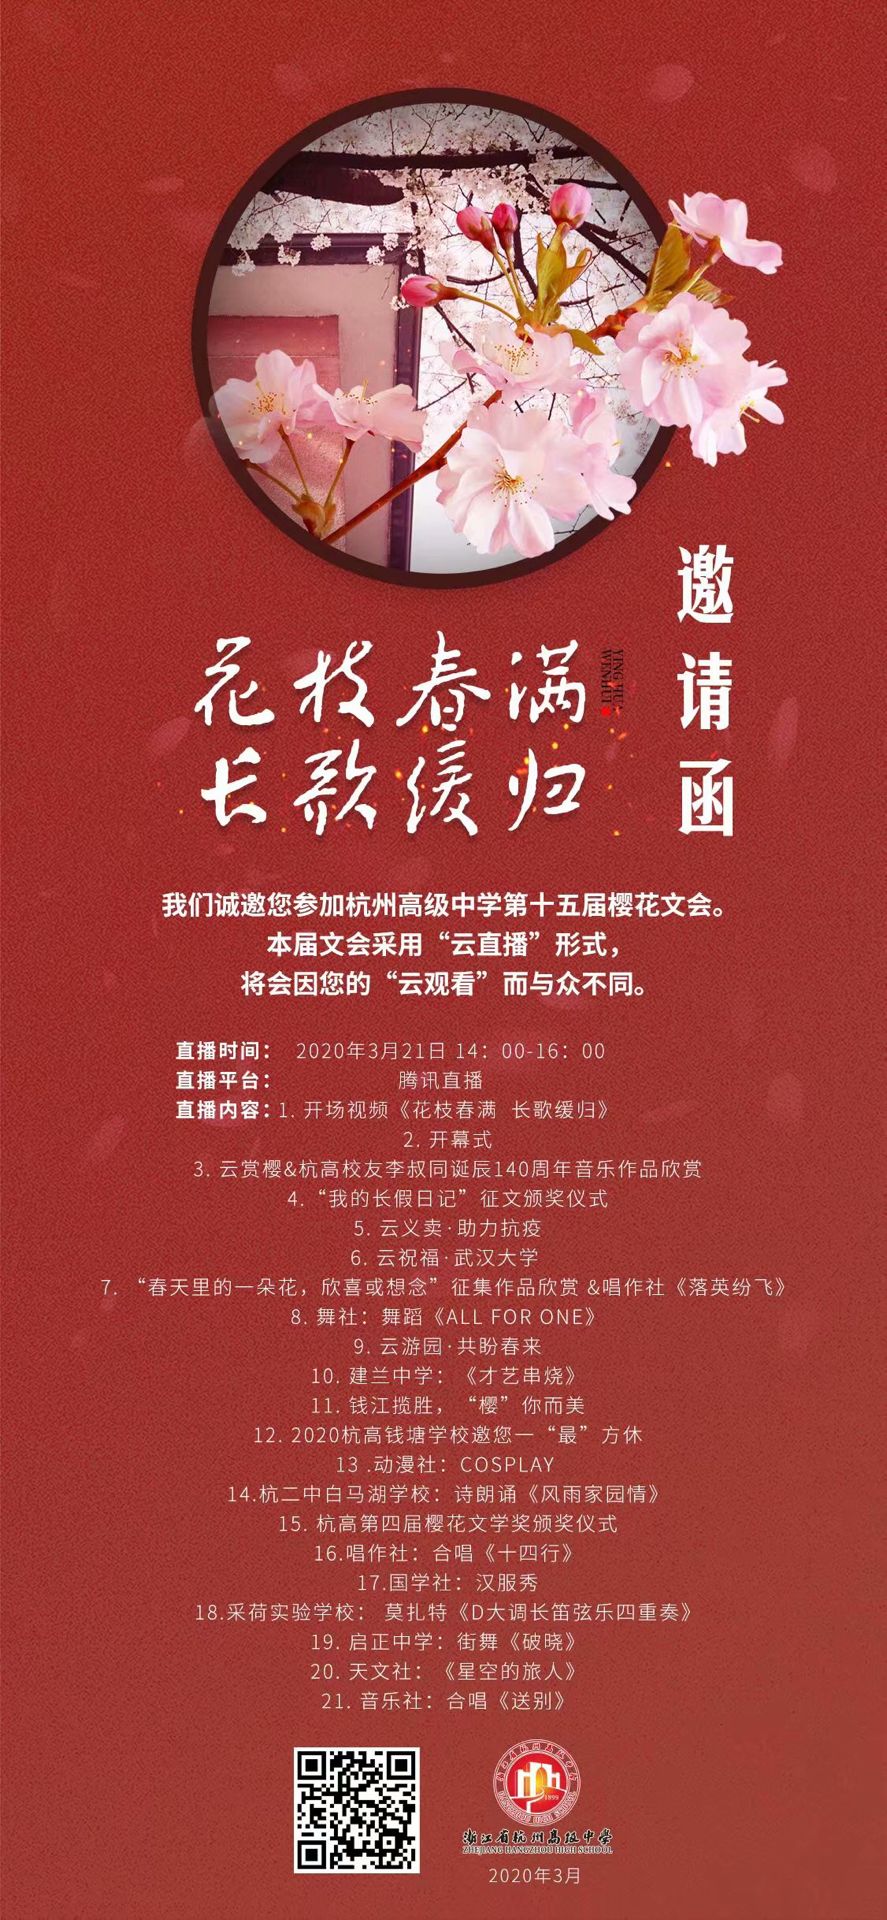 邀请函
花枝春满
YING HUA
WENHUI
长歌缓归
我们诚邀您参加杭州高级中学第十五届樱花文会。
本届文会采用“云直播”形式，
将会因您的“云观看”而与众不同。
直播时间： 2020年3月21日 14：00-16：00
直播平台： 腾讯直播
直播内容：1. 开场视频《花枝春满 长歌缓归》
2. 开幕式
3. 云赏樱&杭高校友李叔同诞辰140周年音乐作品欣赏
4.“我的长假日记”征文颁奖仪式
5. 云义卖·助力抗疫
6. 云祝福·武汉大学
7. “春天里的一朵花，欣喜或想念”征集作品欣赏 &唱作社《落英纷飞》
8. 舞社：舞蹈《ALL FOR ONE》
9. 云游园·共盼春来
10. 建兰中学：《才艺串烧》
11. 钱江揽胜，“樱”你而美
12. 2020杭高钱塘学校邀您一“最”方休
13 .动漫社：COSPLAY
14.杭二中白马湖学校：诗朗诵《风雨家园情》
15. 杭高第四届樱花文学奖颁奖仪式
16.唱作社：合唱《十四行》
17.国学社：汉服秀
18.采荷实验学校： 莫扎特《D大调长笛弦乐四重奏》
19. 启正中学：街舞《破晓》
20. 天文社：《星空的旅人》
21. 音乐社：合唱《送别》
1899
浙江省杭州高级中学
ZHEJIANG HANGZHOU HIGH SCHOOL
2020年3月